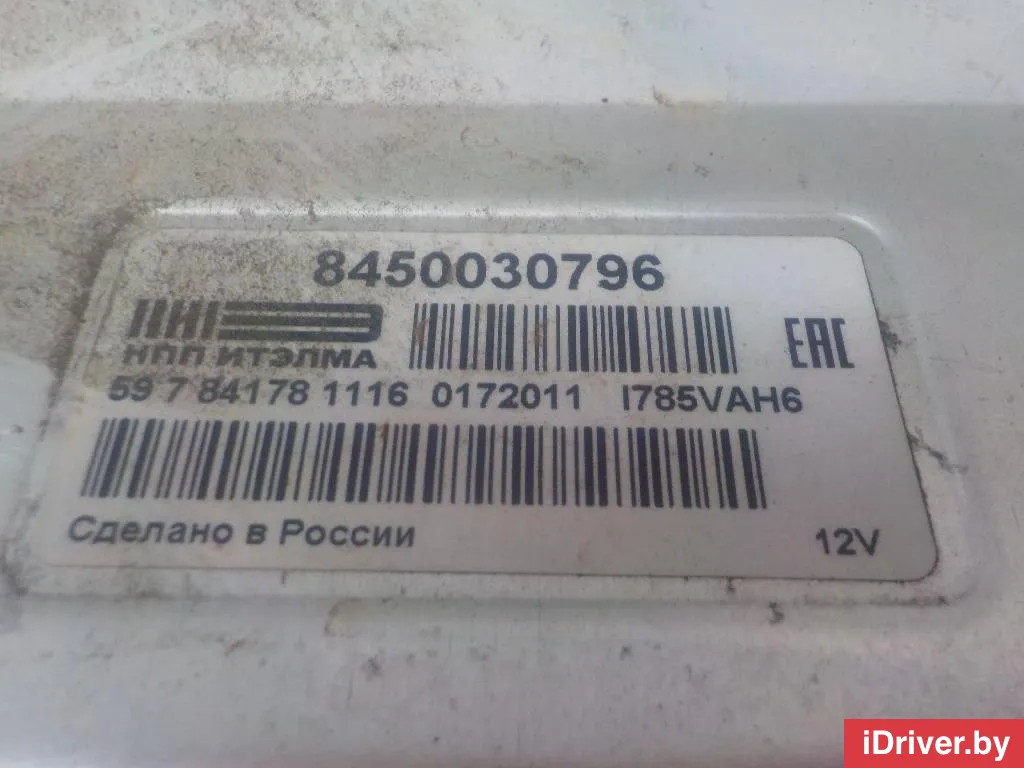 8450030796
НПП ИТЭЛМА
EAC
59 7 84178 1116 0172011 I785VAH6
Сделано в России
12V
iDriver.by